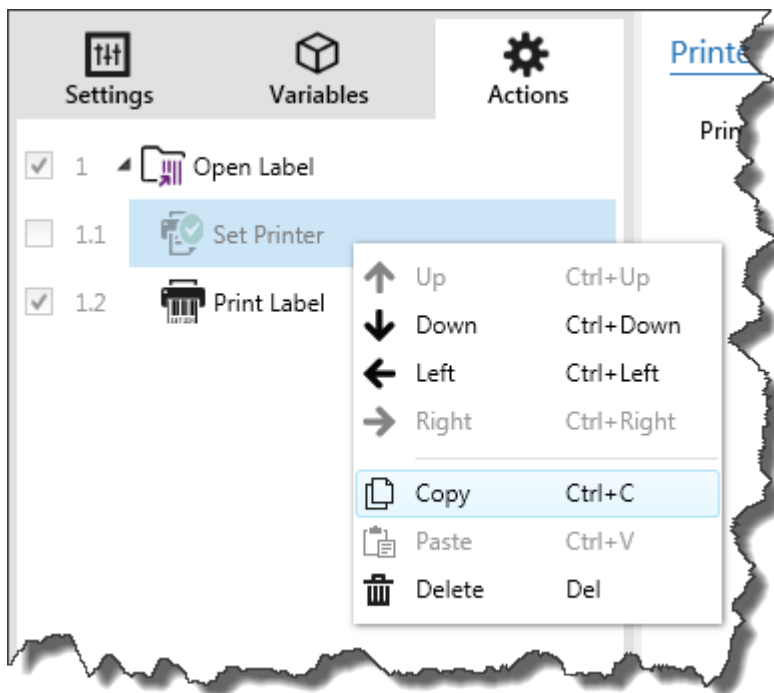 Settings Variables Actions
Printe
Prin
1 Open Label
1.1 Set Printer
1.2 Print Label
Up Ctrl+Up
Down Ctrl+Down
Left Ctrl+Left
Right Ctrl+Right
Copy Ctrl+C
Paste Ctrl+V
Delete Del